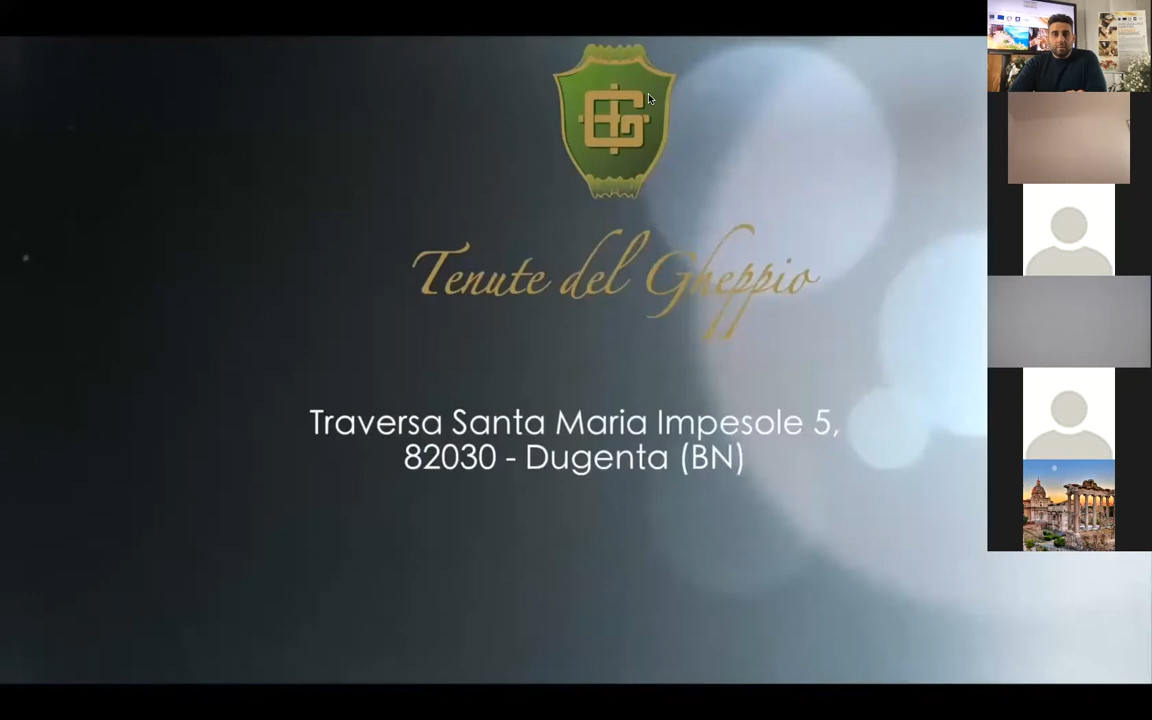 G
Tenute del Gheppio
Traversa Santa Maria Impesole 5,
82030 - Dugenta (BN)